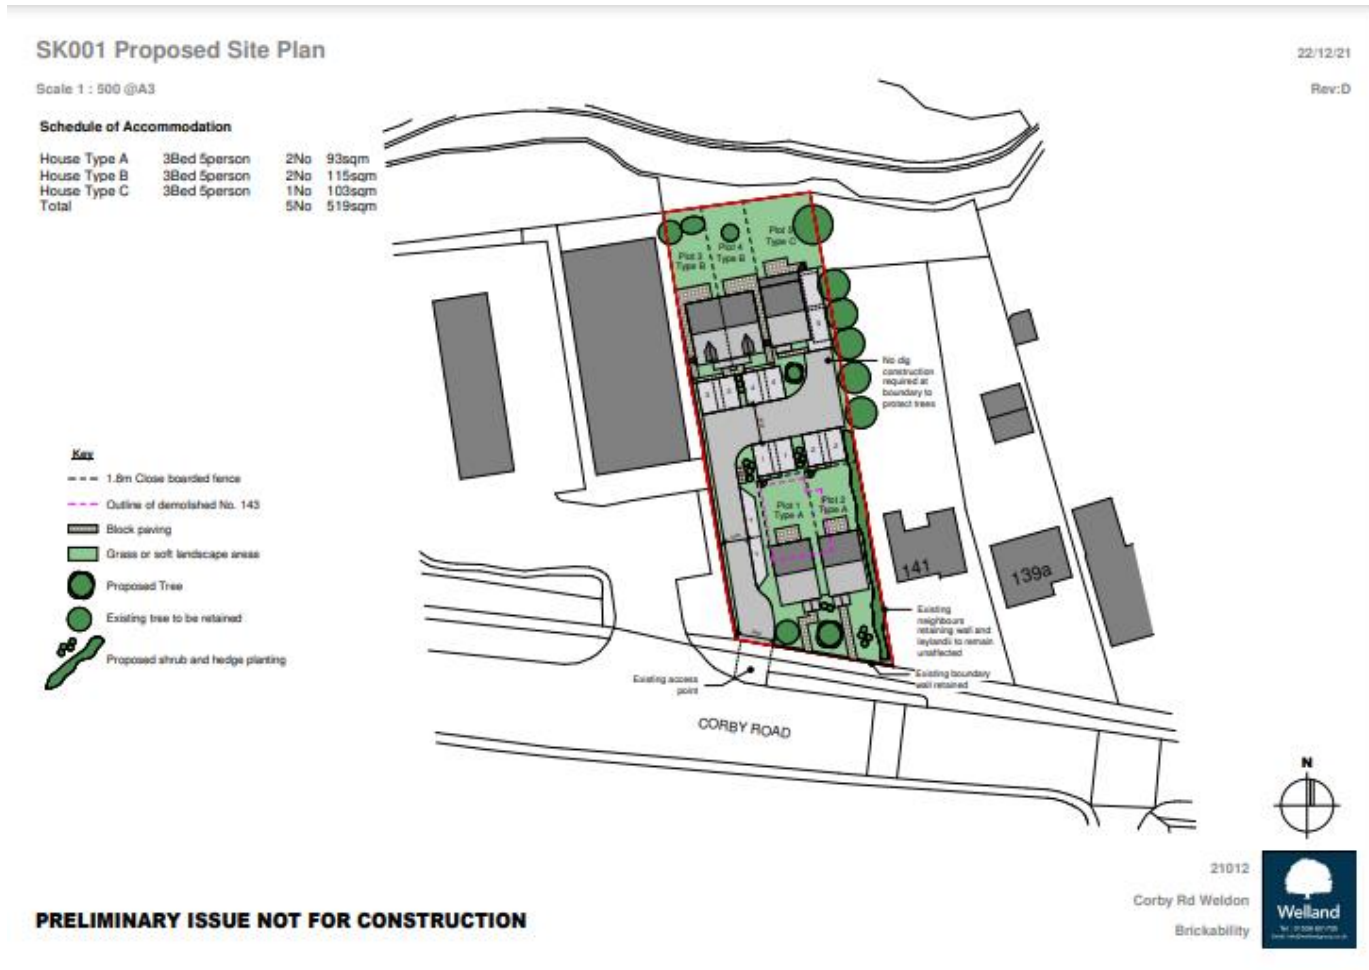 SK001 Proposed Site Plan
22/12/21
Scale 1 : 500 @A3
Rev:D
Schedule of Accommodation
House Type A 3Bed 5person 2No 93sqm
House Type B 3Bed 5person 2No 115sqm
House Type C 3Bed 5person 1No 103sqm
Total 5No 519sqm
Plot 5
Type C
Plot 4
Type B
Plot 3
Type B
No dig
construction
required at
boundary to
protect trees
Key
1.8m Close boarded fence
Outline of demolished No. 143
Block paving
Grass or soft landscape areas
Proposed Tree
Existing tree to be retained
Proposed shrub and hedge planting
Plot 1
Type A
Plot 2
Type A
141
139a
Existing
neighbours
retaining wall and
leylandii to remain
unaffected
Existing boundary
wall retained
Existing access
point
CORBY ROAD
N
21012
Corby Rd Weldon
Brickability
Welland
PRELIMINARY ISSUE NOT FOR CONSTRUCTION